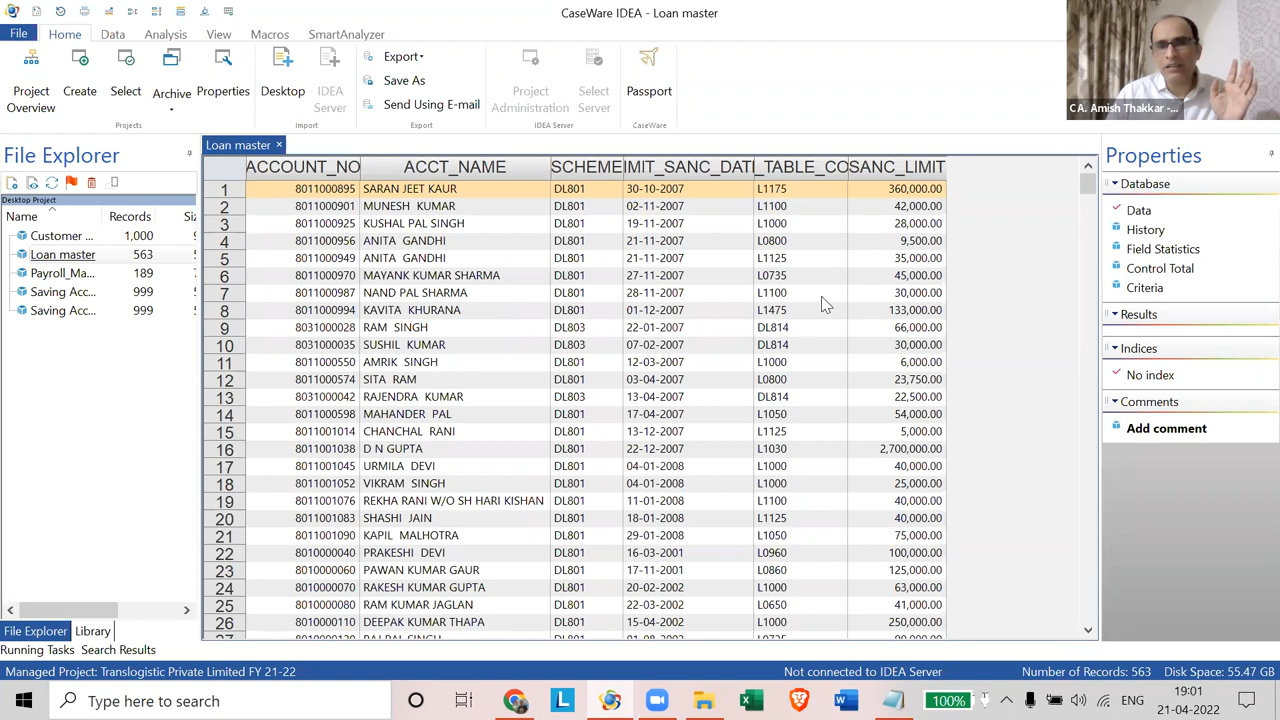 CaseWare IDEA - Loan master
File Home Data Analysis View Macros SmartAnalyzer
Project Overview
Create
Select
Archive
Properties
Desktop
IDEA Server
Export
Save As
Send Using E-mail
Project Administration
Select Server
Passport
Projects
Import
Export
IDEA Server
CaseWare
CA. Amish Thakkar -...
File Explorer
Desktop Project
Name Records Siz
Customer ... 1,000
Loan master 563
Payroll_Ma... 189
Saving Acc... 999
Saving Acc... 999
File Explorer Library
Running Tasks Search Results
Loan master ×
ACCOUNT_NO ACCT_NAME SCHEME IMIT_SANC_DATI _TABLE_CO SANC_LIMIT
1 8011000895 SARAN JEET KAUR DL801 30-10-2007 L1175 360,000.00
2 8011000901 MUNESH KUMAR DL801 02-11-2007 L1100 42,000.00
3 8011000925 KUSHAL PAL SINGH DL801 19-11-2007 L1000 28,000.00
4 8011000956 ANITA GANDHI DL801 21-11-2007 L0800 9,500.00
5 8011000949 ANITA GANDHI DL801 21-11-2007 L1125 35,000.00
6 8011000970 MAYANK KUMAR SHARMA DL801 27-11-2007 L0735 45,000.00
7 8011000987 NAND PAL SHARMA DL801 28-11-2007 L1100 30,000.00
8 8011000994 KAVITA KHURANA DL801 01-12-2007 L1475 133,000.00
9 8031000028 RAM SINGH DL803 22-01-2007 DL814 66,000.00
10 8031000035 SUSHIL KUMAR DL803 07-02-2007 DL814 30,000.00
11 8011000550 AMRIK SINGH DL801 12-03-2007 L1000 6,000.00
12 8011000574 SITA RAM DL801 03-04-2007 L0800 23,750.00
13 8031000042 RAJENDRA KUMAR DL803 13-04-2007 DL814 22,500.00
14 8011000598 MAHANDER PAL DL801 17-04-2007 L1050 54,000.00
15 8011001014 CHANCHAL RANI DL801 13-12-2007 L1125 5,000.00
16 8011001038 D N GUPTA DL801 22-12-2007 L1030 2,700,000.00
17 8011001045 URMILA DEVI DL801 04-01-2008 L1000 40,000.00
18 8011001052 VIKRAM SINGH DL801 04-01-2008 L1000 25,000.00
19 8011001076 REKHA RANI W/O SH HARI KISHAN DL801 11-01-2008 L1100 40,000.00
20 8011001083 SHASHI JAIN DL801 18-01-2008 L1125 40,000.00
21 8011001090 KAPIL MALHOTRA DL801 29-01-2008 L1050 75,000.00
22 8010000040 PRAKESHI DEVI DL801 16-03-2001 L0960 100,000.00
23 8010000060 PAWAN KUMAR GAUR DL801 17-11-2001 L0860 125,000.00
24 8010000070 RAKESH KUMAR GUPTA DL801 20-02-2002 L1000 63,000.00
25 8010000080 RAM KUMAR JAGLAN DL801 22-03-2002 L0650 41,000.00
26 8010000110 DEEPAK KUMAR THAPA DL801 15-04-2002 L1000 250,000.00
Properties
Database
Data
History
Field Statistics
Control Total
Criteria
Results
Indices
No index
Comments
Add comment
Managed Project: Translogistic Private Limited FY 21-22 Not connected to IDEA Server Number of Records: 563 Disk Space: 55.47 GB
Type here to search
100%
ENG
19:01
21-04-2022